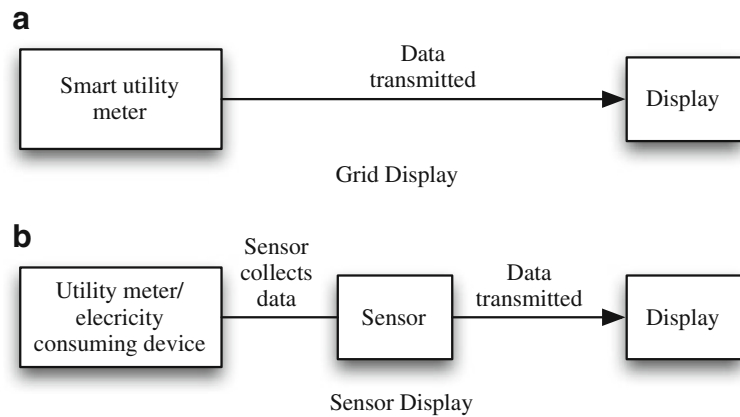 a
Smart utility
meter
Data
transmitted
Display
Grid Display
b
Utility meter/
elecricity
consuming device
Sensor
collects
data
Sensor
Data
transmitted
Display
Sensor Display